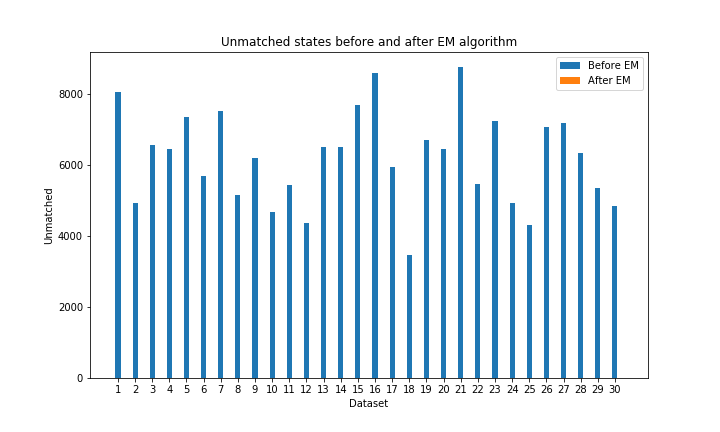 Unmatched states before and after EM algorithm
Before EM
After EM
8000
6000
4000
2000
0
Unmatched
1 2 3 4 5 6 7 8 9 10 11 12 13 14 15 16 17 18 19 20 21 22 23 24 25 26 27 28 29 30
Dataset